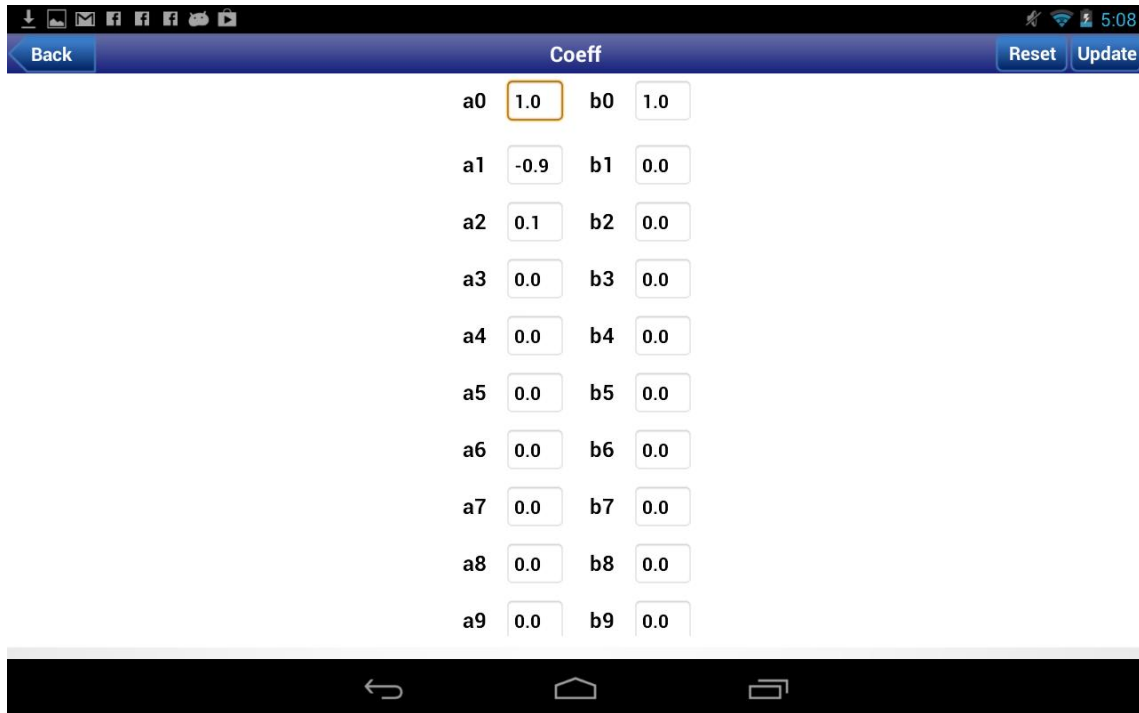 5:08
Back Coeff Reset Update
a0 1.0 b0 1.0
a1 -0.9 b1 0.0
a2 0.1 b2 0.0
a3 0.0 b3 0.0
a4 0.0 b4 0.0
a5 0.0 b5 0.0
a6 0.0 b6 0.0
a7 0.0 b7 0.0
a8 0.0 b8 0.0
a9 0.0 b9 0.0